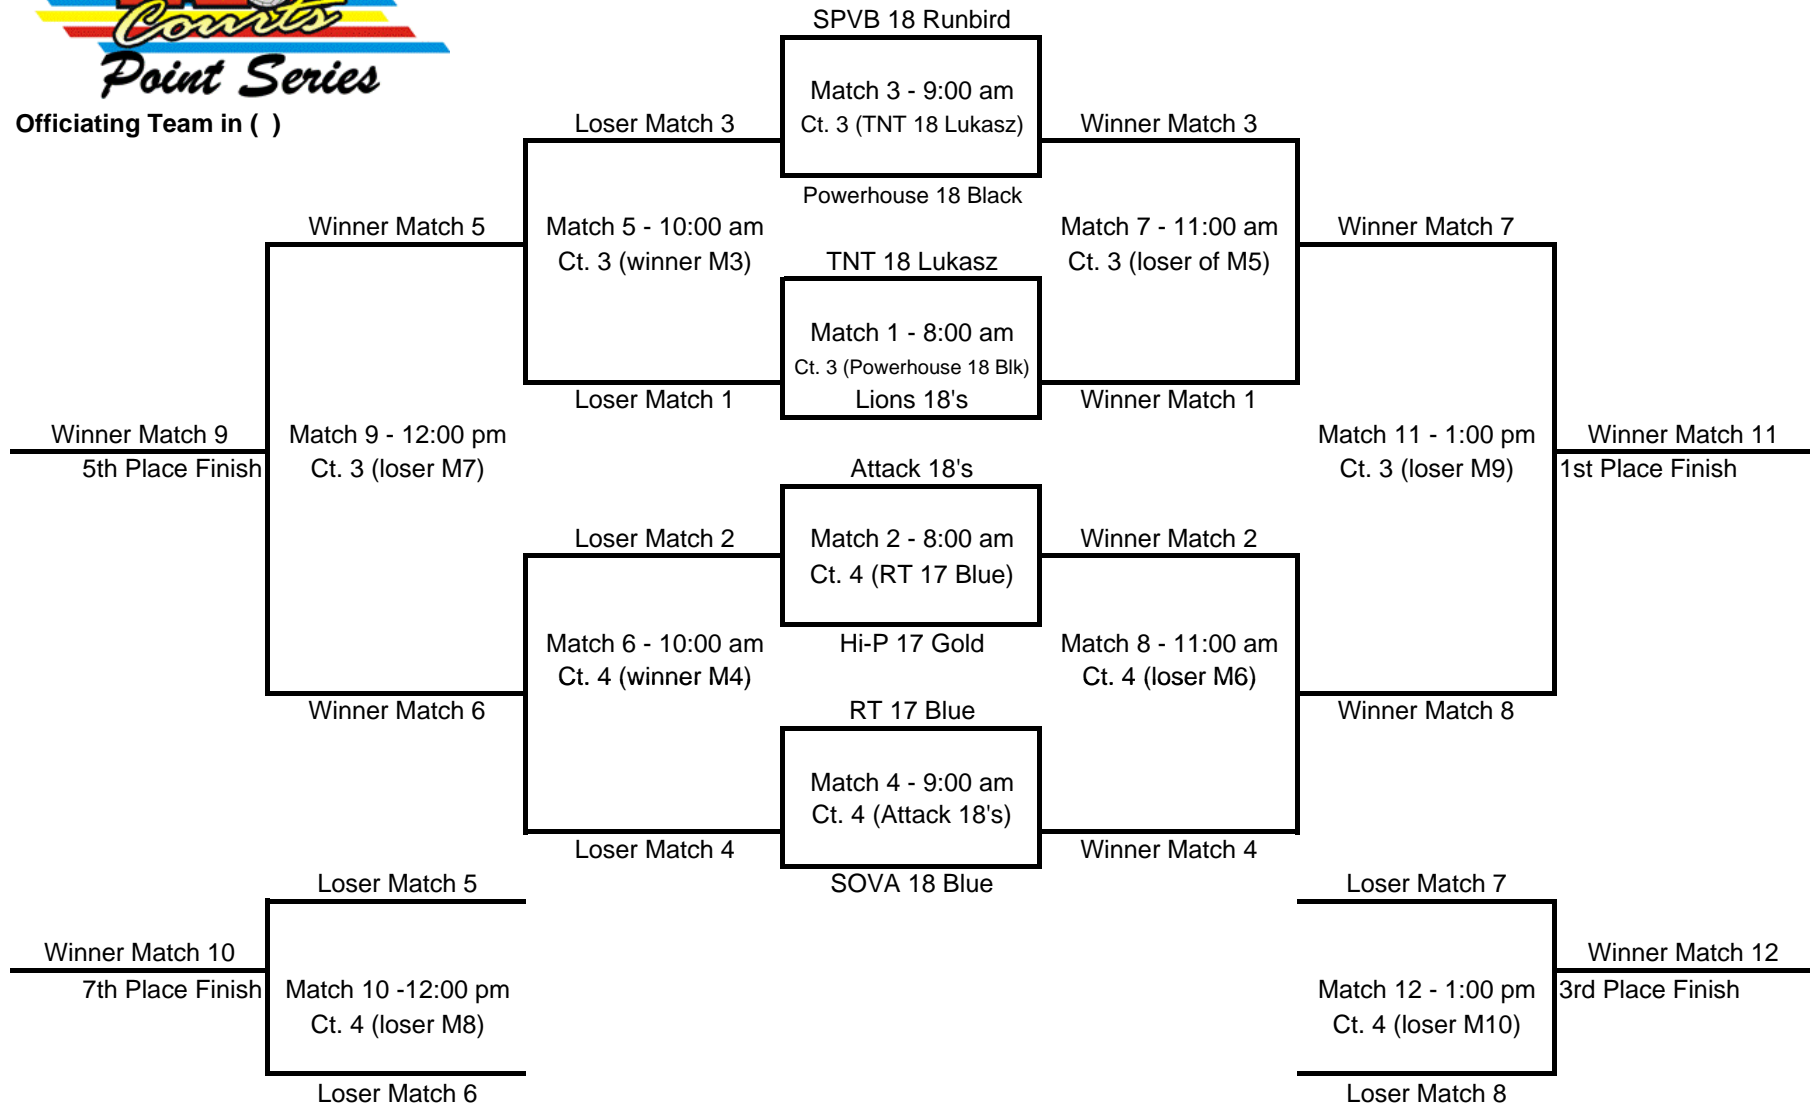 Courts
Point Series
Officiating Team in ( )
SPVB 18 Runbird
Match 3 - 9:00 am
Ct. 3 (TNT 18 Lukasz)
Loser Match 3
Winner Match 3
Powerhouse 18 Black
Winner Match 5
Match 5 - 10:00 am
Ct. 3 (winner M3)
Match 7 - 11:00 am
Ct. 3 (loser of M5)
Winner Match 7
TNT 18 Lukasz
Match 1 - 8:00 am
Ct. 3 (Powerhouse 18 Blk)
Lions 18's
Loser Match 1
Winner Match 1
Winner Match 9
5th Place Finish
Match 9 - 12:00 pm
Ct. 3 (loser M7)
Match 11 - 1:00 pm
Ct. 3 (loser M9)
Winner Match 11
1st Place Finish
Attack 18's
Loser Match 2
Match 2 - 8:00 am
Ct. 4 (RT 17 Blue)
Winner Match 2
Hi-P 17 Gold
Match 6 - 10:00 am
Ct. 4 (winner M4)
Match 8 - 11:00 am
Ct. 4 (loser M6)
Winner Match 6
RT 17 Blue
Winner Match 8
Match 4 - 9:00 am
Ct. 4 (Attack 18's)
Loser Match 4
Winner Match 4
SOVA 18 Blue
Loser Match 5
Loser Match 7
Winner Match 10
7th Place Finish
Match 10 -12:00 pm
Ct. 4 (loser M8)
Match 12 - 1:00 pm
Ct. 4 (loser M10)
Winner Match 12
3rd Place Finish
Loser Match 6
Loser Match 8